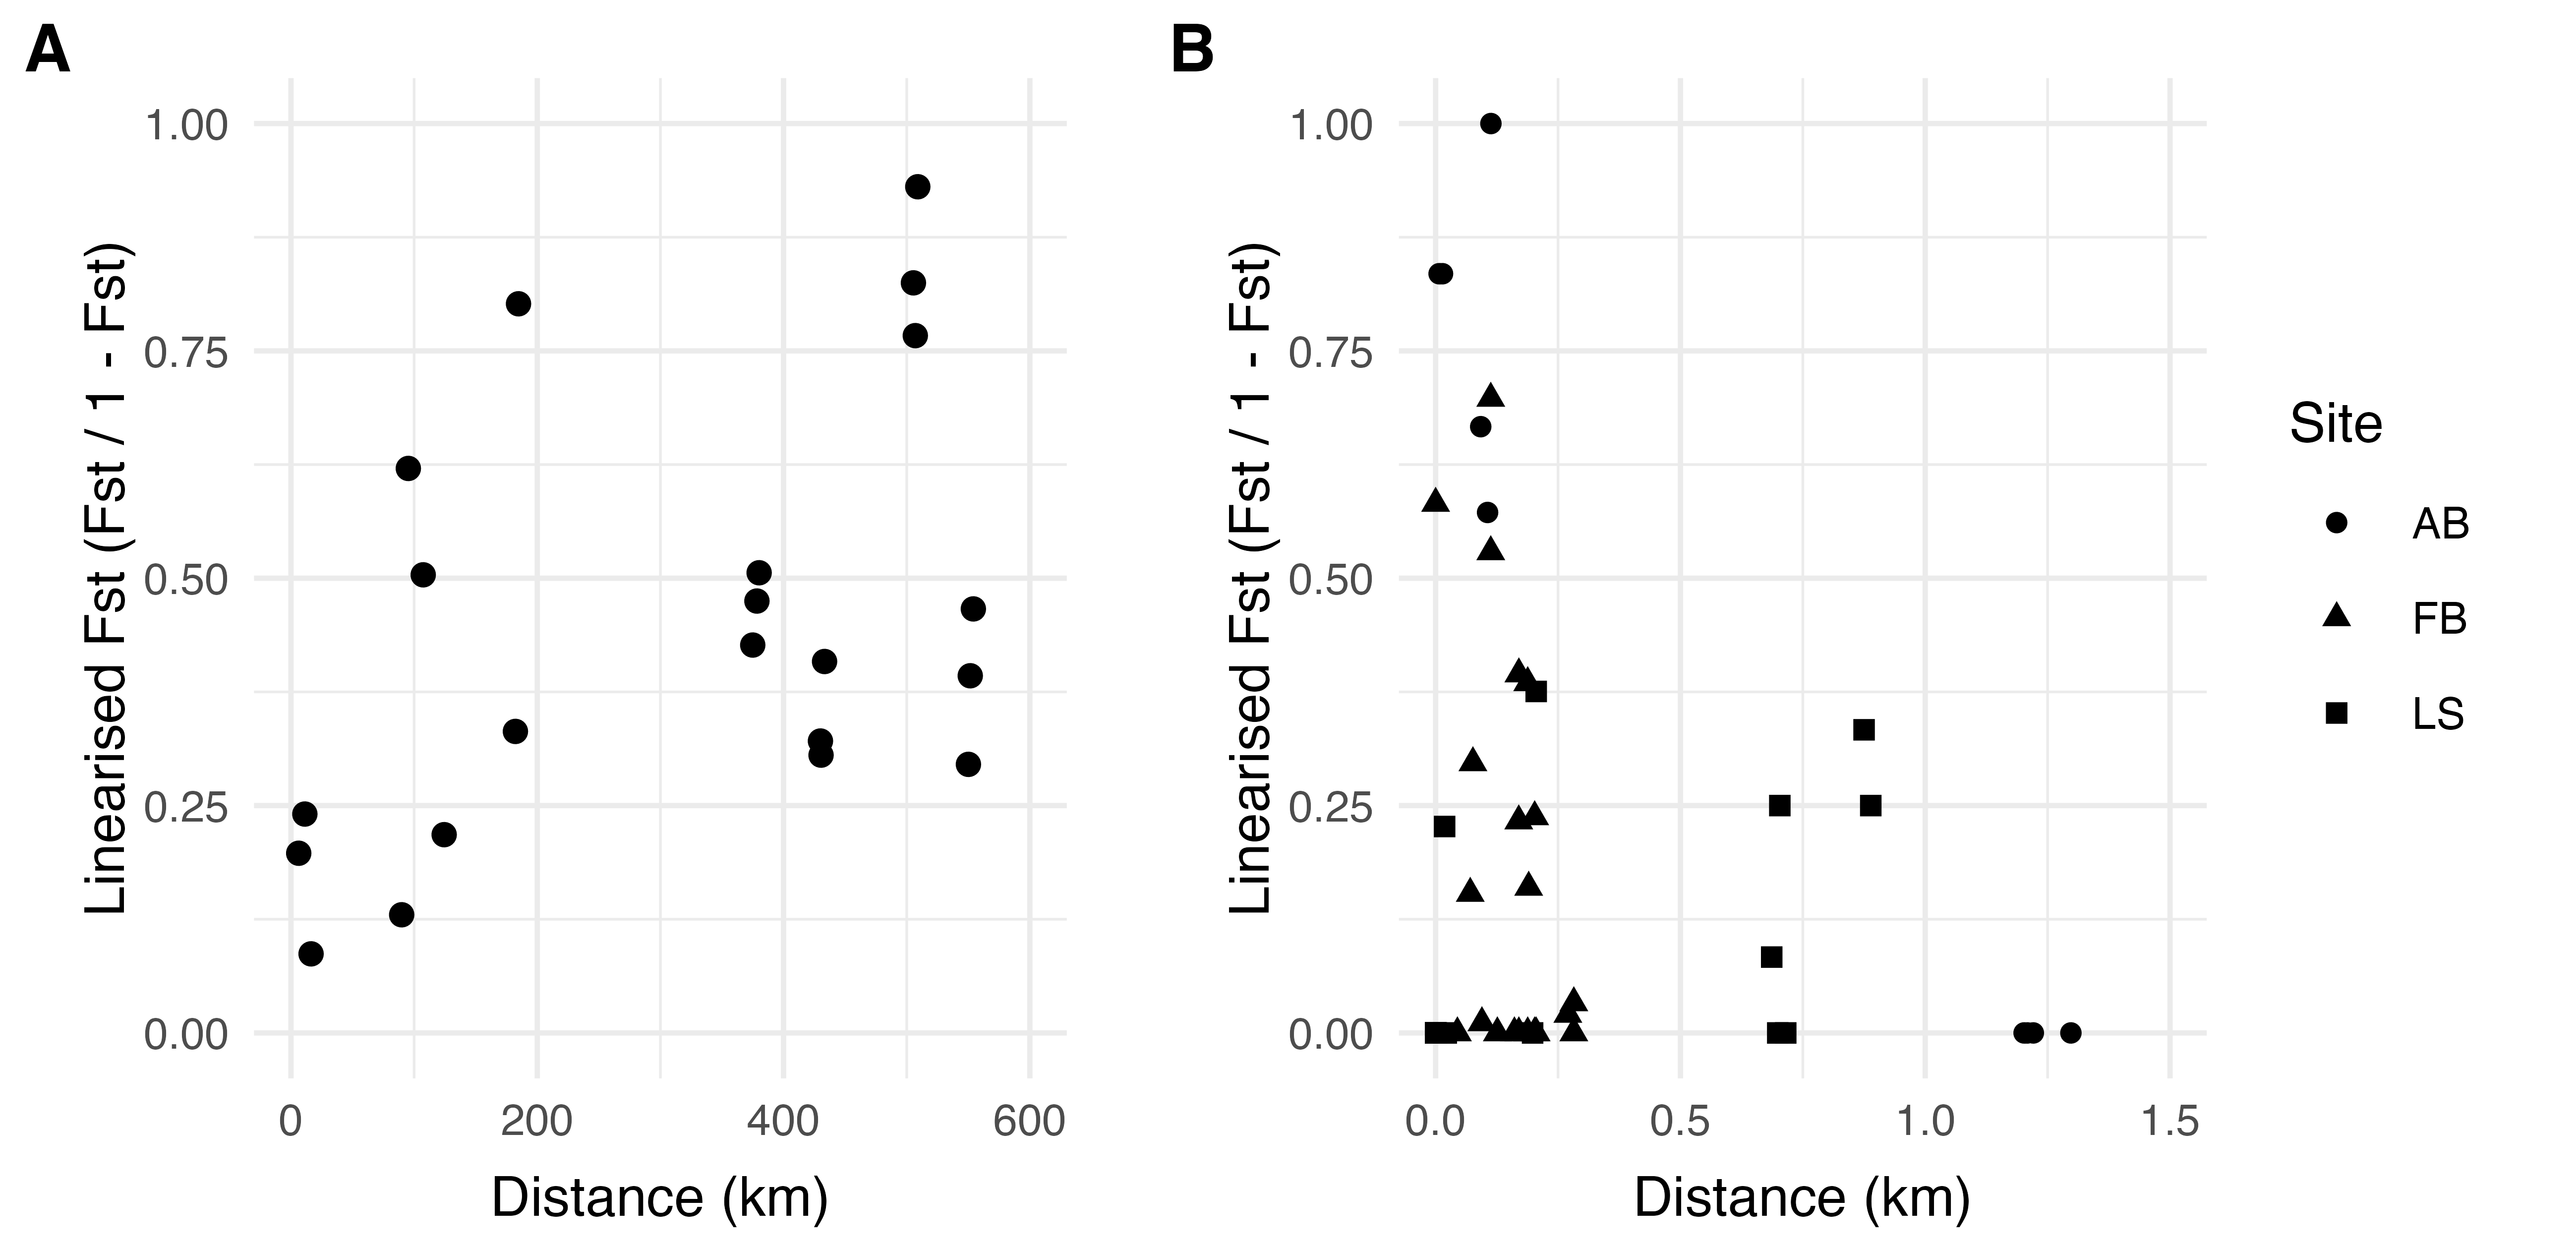 A
1.00
0.75
0.50
0.25
0.00
Linearised Fst (Fst / 1 - Fst)
0 200 400 600
Distance (km)
B
1.00
0.75
0.50
0.25
0.00
Linearised Fst (Fst / 1 - Fst)
0.0 0.5 1.0 1.5
Distance (km)
Site
AB
FB
LS